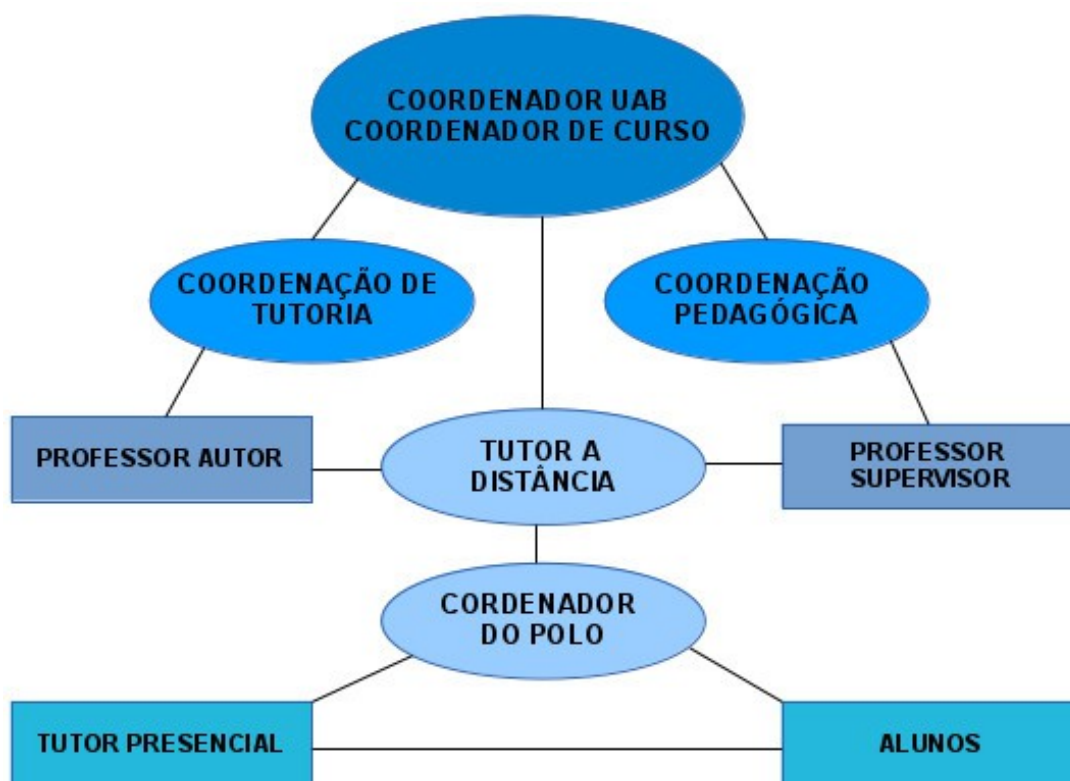 COORDENADOR UAB
COORDENADOR DE CURSO
COORDENAÇÃO DE
TUTORIA
COORDENAÇÃO
PEDAGÓGICA
PROFESSOR AUTOR
TUTOR A
DISTÂNCIA
PROFESSOR
SUPERVISOR
CORDENADOR
DO POLO
TUTOR PRESENCIAL
ALUNOS